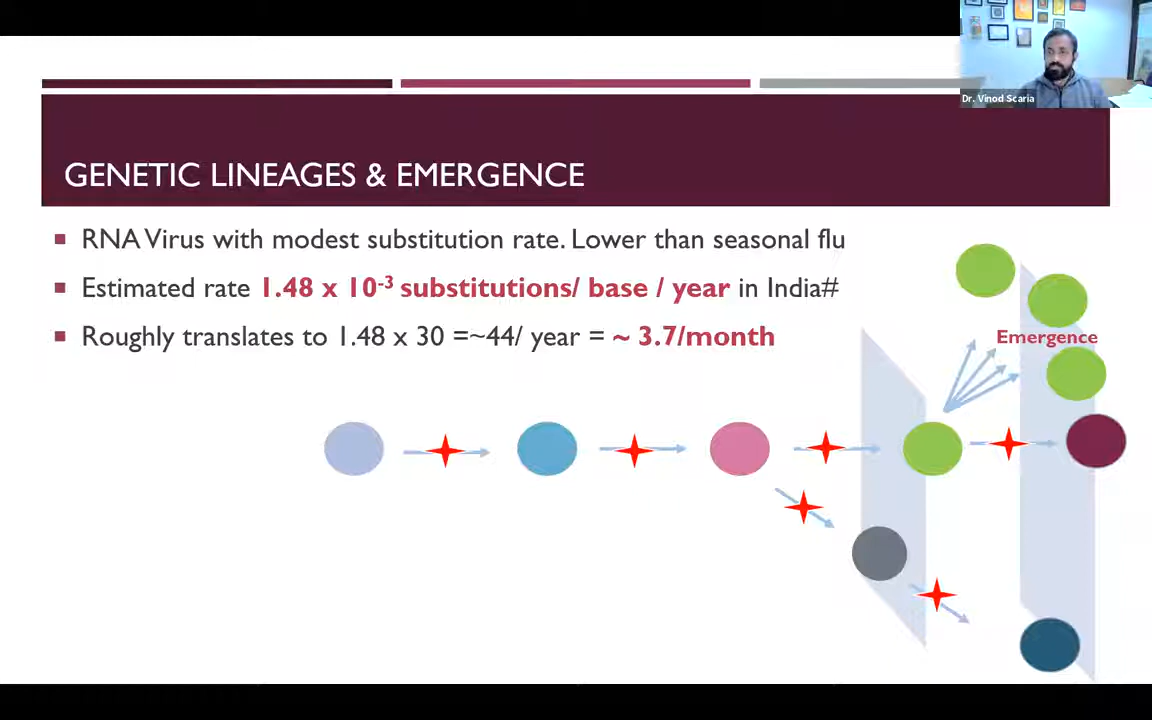 Dr. Vinod Scaria
GENETIC LINEAGES & EMERGENCE
RNA Virus with modest substitution rate. Lower than seasonal flu
Estimated rate 1.48 x 10-3 substitutions/ base / year in India#
Roughly translates to 1.48 x 30 =~44/ year = ~ 3.7/month
Emergence